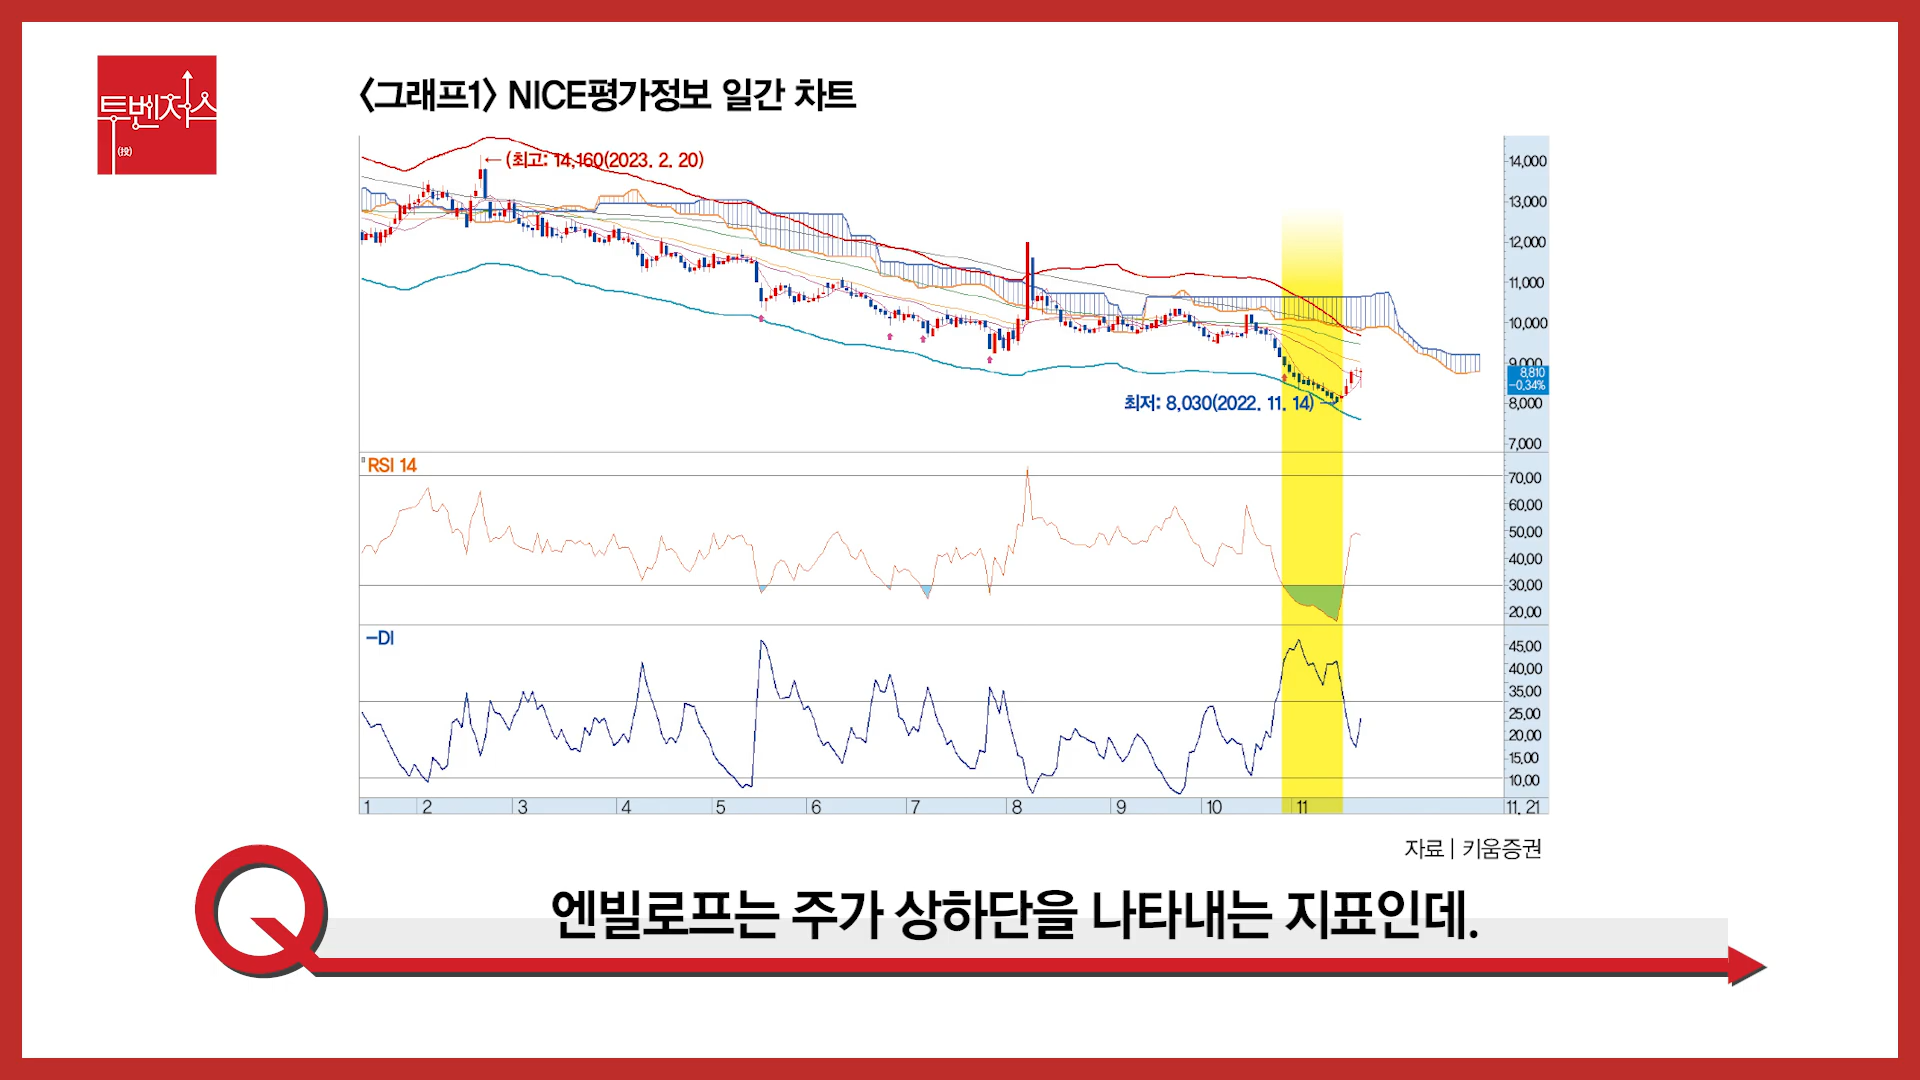 투벤저스
(投)
<그래프1> NICE평가정보 일간 차트
← (최고: 14,160(2023. 2. 20)
14,000
13,000
12,000
11,000
10,000
9,000
8,810
-0.34%
8,000
7,000
최저: 8,030(2022. 11. 14) →
RSI 14
70,00
60,00
50,00
40,00
30,00
20,00
-DI
45,00
40,00
35,00
25,00
20,00
15,00
10,00
1 2 3 4 5 6 7 8 9 10 11 11. 21
자료 | 키움증권
엔빌로프는 주가 상하단을 나타내는 지표인데.